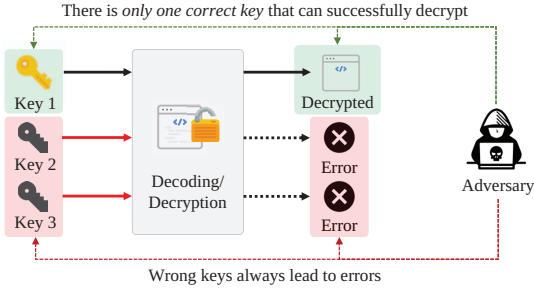 There is only one correct key that can successfully decrypt
Key 1
Decrypted
Key 2
Error
Decoding/
Decryption
Adversary
Key 3
Error
Wrong keys always lead to errors